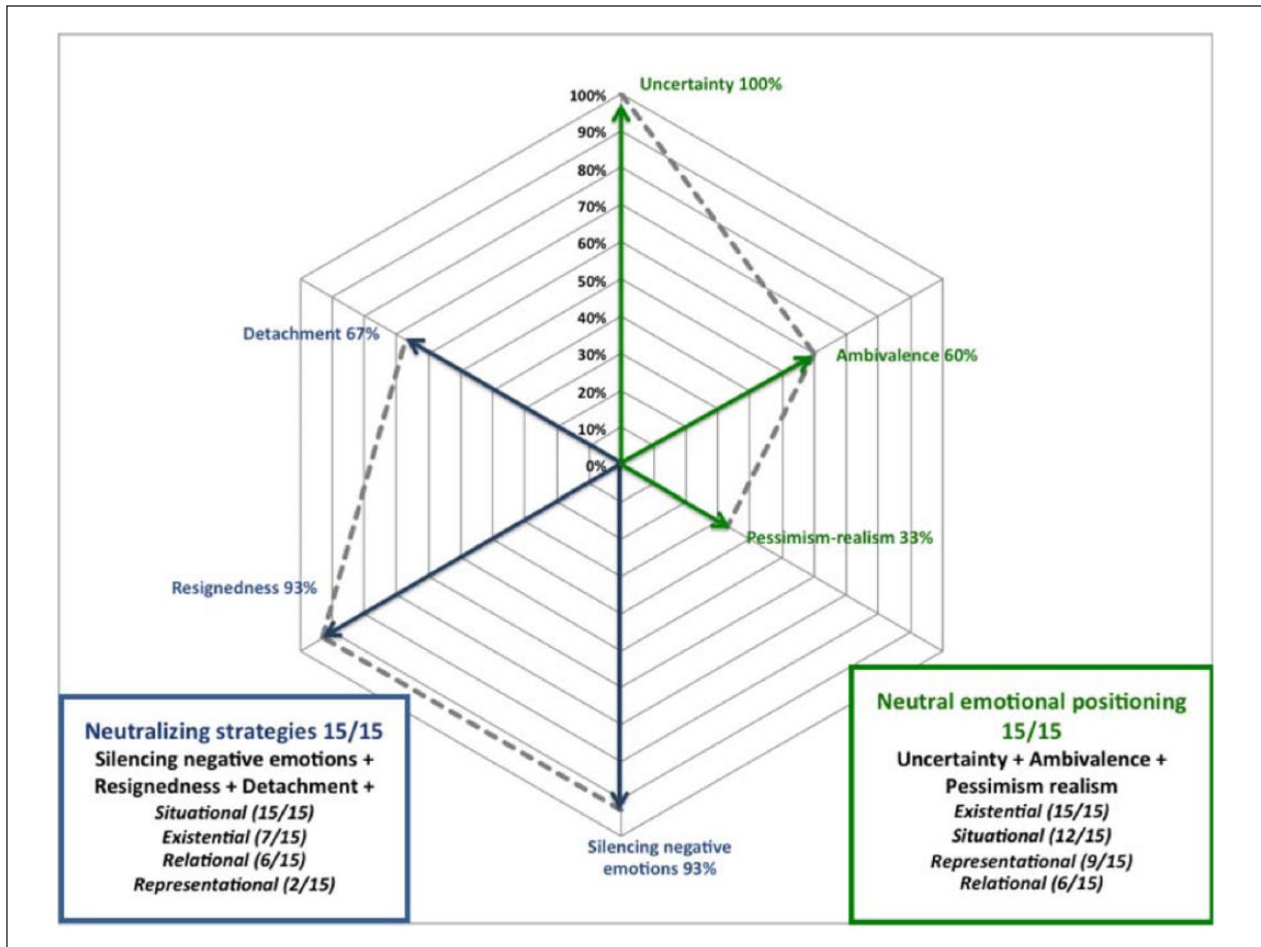 Uncertainty 100%
100%
90%
80%
70%
60%
50%
40%
30%
20%
10%
0%
Detachment 67%
Ambivalence 60%
Pessimism-realism 33%
Resignedness 93%
Silencing negative
emotions 93%
Neutralizing strategies 15/15
Silencing negative emotions +
Resignedness + Detachment +
Situational (15/15)
Existential (7/15)
Relational (6/15)
Representational (2/15)
Neutral emotional positioning
15/15
Uncertainty + Ambivalence +
Pessimism realism
Existential (15/15)
Situational (12/15)
Representational (9/15)
Relational (6/15)